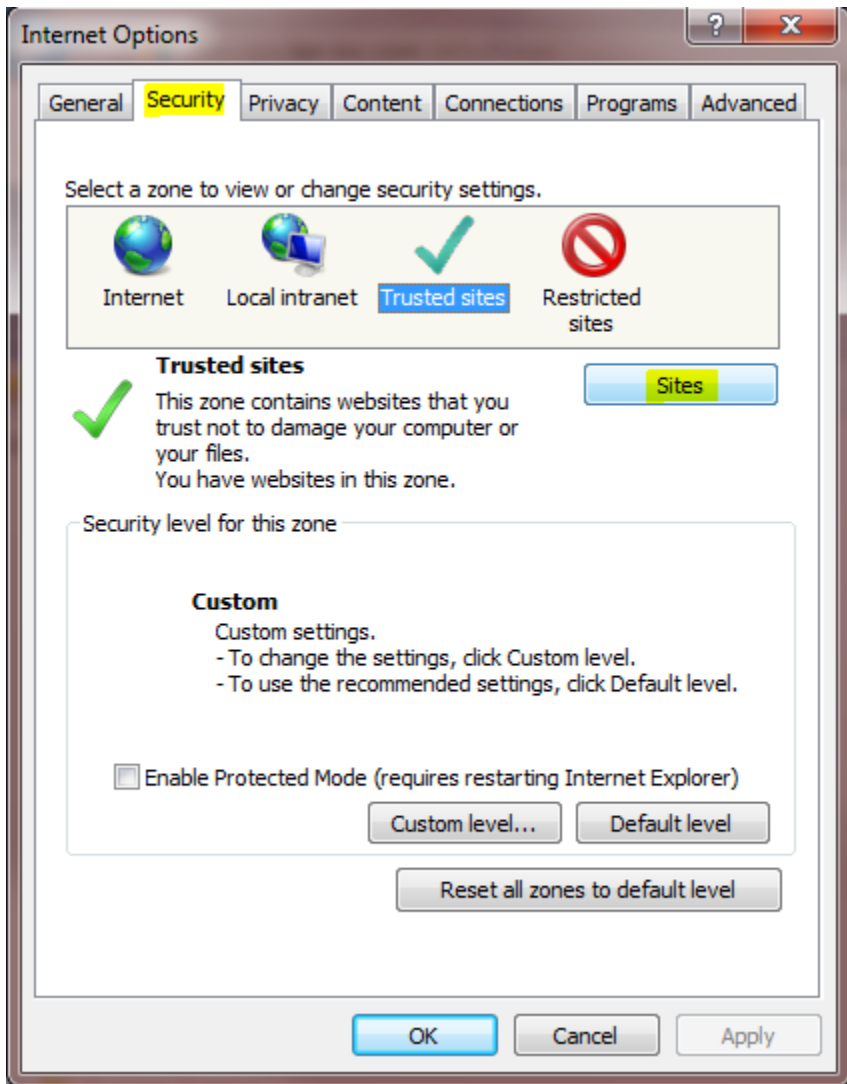 Internet Options
?
X
General Security Privacy Content Connections Programs Advanced
Select a zone to view or change security settings.
Internet Local intranet Trusted sites Restricted
sites
Trusted sites
Sites
This zone contains websites that you
trust not to damage your computer or
your files.
You have websites in this zone.
Security level for this zone
Custom
Custom settings.
- To change the settings, click Custom level.
- To use the recommended settings, click Default level.
Enable Protected Mode (requires restarting Internet Explorer)
Custom level... Default level
Reset all zones to default level
OK Cancel Apply